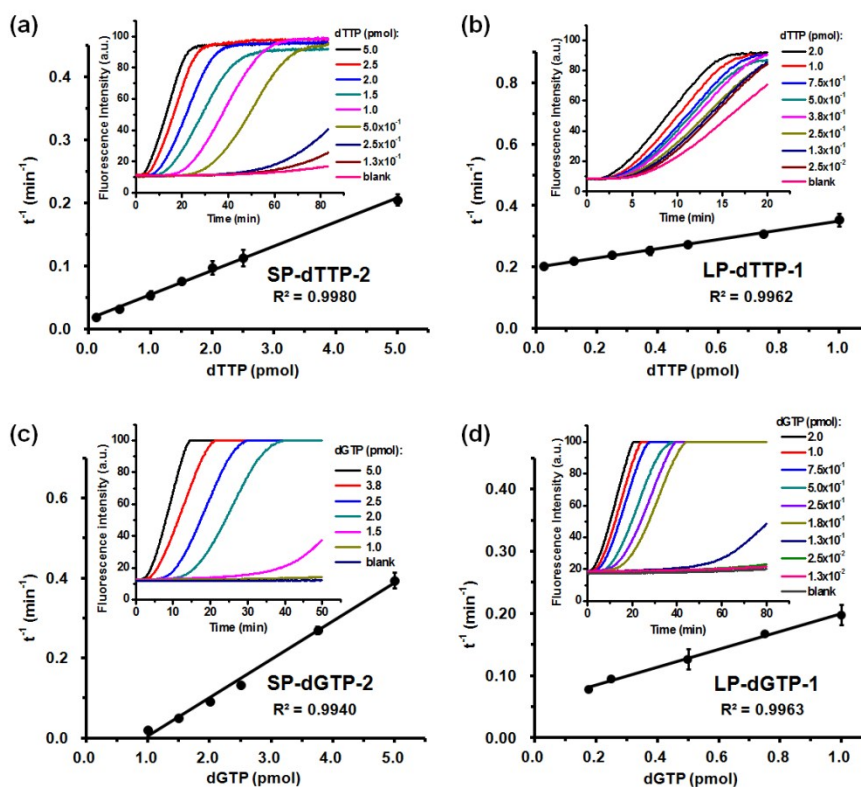 (a)
t⁻¹ (min⁻¹)
0.4
0.3
0.2
0.1
0.0
0.0
1.0
2.0
3.0
4.0
5.0
dTTP (pmol)
Fluorescence Intensity (a.u.)
100
80
60
40
20
0
0
20
40
60
80
Time (min)
dTTP (pmol):
5.0
2.5
2.0
1.5
1.0
5.0x10⁻¹
2.5x10⁻¹
1.3x10⁻¹
blank
SP-dTTP-2
R² = 0.9980
(b)
t⁻¹ (min⁻¹)
0.8
0.6
0.4
0.2
0.0
0.0
0.2
0.4
0.6
0.8
1.0
dTTP (pmol)
Fluorescence Intensity (a.u.)
100
80
60
40
20
0
0
5
10
15
20
Time (min)
dTTP (pmol):
2.0
1.0
7.5x10⁻¹
5.0x10⁻¹
3.8x10⁻¹
2.5x10⁻¹
1.3x10⁻¹
2.5x10⁻²
blank
LP-dTTP-1
R² = 0.9962
(c)
t⁻¹ (min⁻¹)
0.6
0.4
0.2
0.0
0.0
1.0
2.0
3.0
4.0
5.0
dGTP (pmol)
Fluorescence Intensity (a.u.)
100
80
60
40
20
0
0
10
20
30
40
50
Time (min)
dGTP (pmol):
5.0
3.8
2.5
2.0
1.5
1.0
blank
SP-dGTP-2
R² = 0.9940
(d)
t⁻¹ (min⁻¹)
0.40
0.30
0.20
0.10
0.00
0.0
0.2
0.4
0.6
0.8
1.0
dGTP (pmol)
Fluorescence Intensity (a.u.)
100
80
60
40
20
0
0
20
40
60
80
Time (min)
dGTP (pmol):
2.0
1.0
7.5x10⁻¹
5.0x10⁻¹
2.5x10⁻¹
1.8x10⁻¹
1.3x10⁻¹
2.5x10⁻²
1.3x10⁻²
blank
LP-dGTP-1
R² = 0.9963